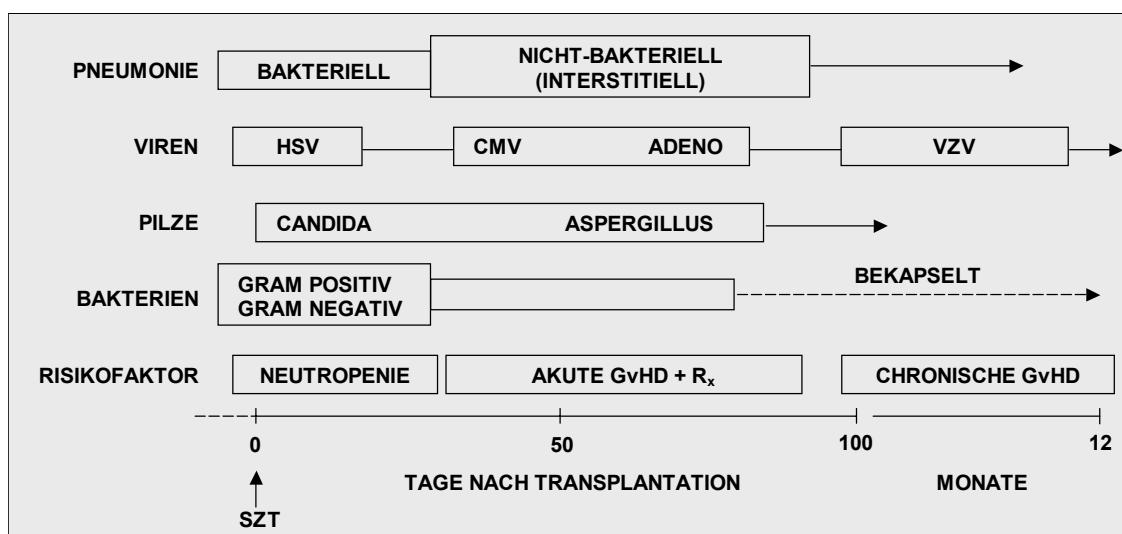 PNEUMONIE
BAKTERIELL
NICHT-BAKTERIELL
(INTERSTITIELL)
VIREN
HSV
CMV
ADENO
VZV
PILZE
CANDIDA
ASPERGILLUS
BAKTERIEN
GRAM POSITIV
GRAM NEGATIV
BEKAPSELT
RISIKOFAKTOR
NEUTROPENIE
AKUTE GvHD + Rx
CHRONISCHE GvHD
0
50
100
12
TAGE NACH TRANSPLANTATION
MONATE
SZT